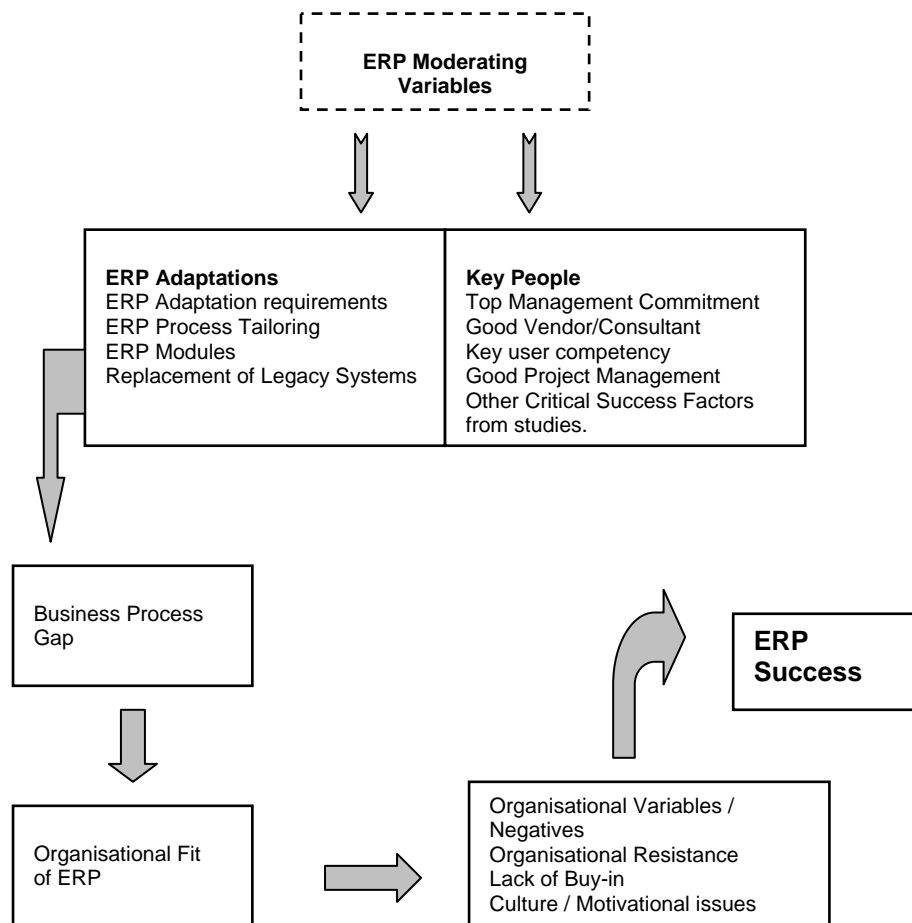 ERP Moderating
Variables
ERP Adaptations
ERP Adaptation requirements
ERP Process Tailoring
ERP Modules
Replacement of Legacy Systems
Key People
Top Management Commitment
Good Vendor/Consultant
Key user competency
Good Project Management
Other Critical Success Factors
from studies.
Business Process
Gap
ERP
Success
Organisational Fit
of ERP
Organisational Variables /
Negatives
Organisational Resistance
Lack of Buy-in
Culture / Motivational issues